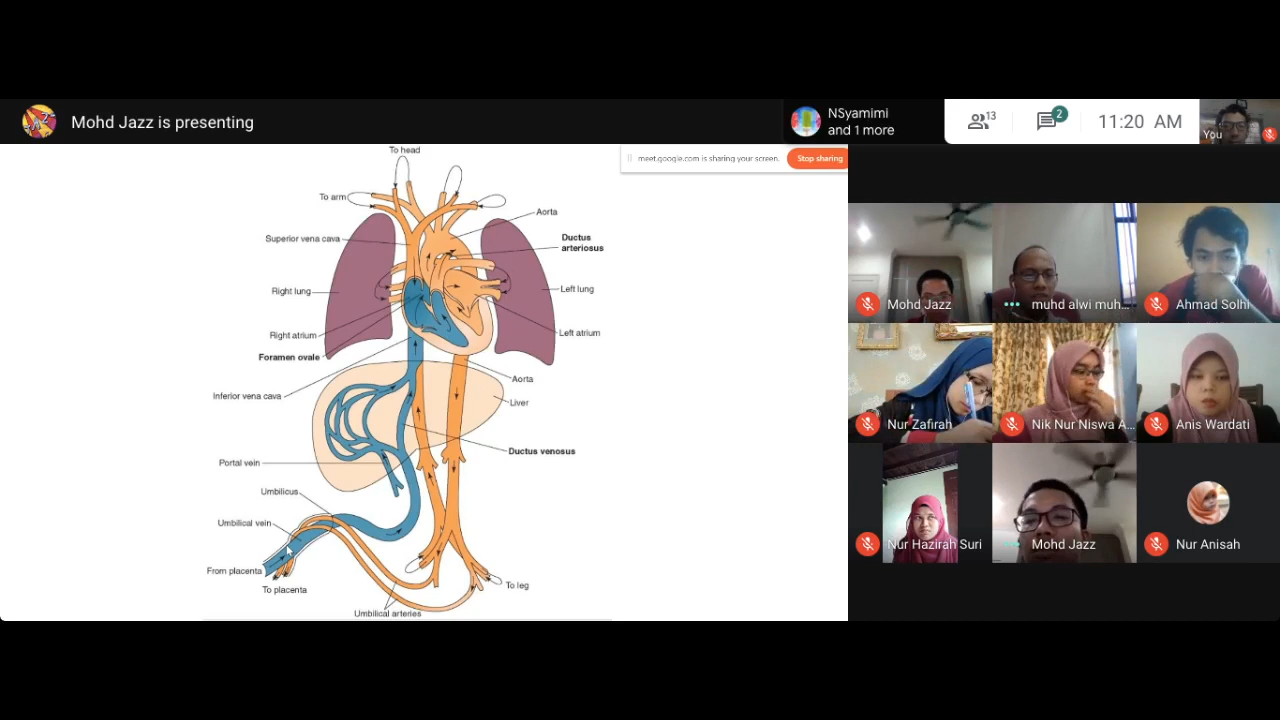 Mohd Jazz is presenting
NSyamimi
and 1 more
13
2
11:20 AM
You
meet.google.com is sharing your screen.
Stop sharing
To head
To arm
Aorta
Superior vena cava
Ductus
arteriosus
Right lung
Left lung
Right atrium
Left atrium
Foramen ovale
Aorta
Inferior vena cava
Liver
Ductus venosus
Portal vein
Umbilicus
Umbilical vein
From placenta
To placenta
To leg
Umbilical arteries
Mohd Jazz
muhd alwi muh...
Ahmad Solhi
Nur Zafirah
Nik Nur Niswa A...
Anis Wardati
Nur Hazirah Suri
Mohd Jazz
Nur Anisah